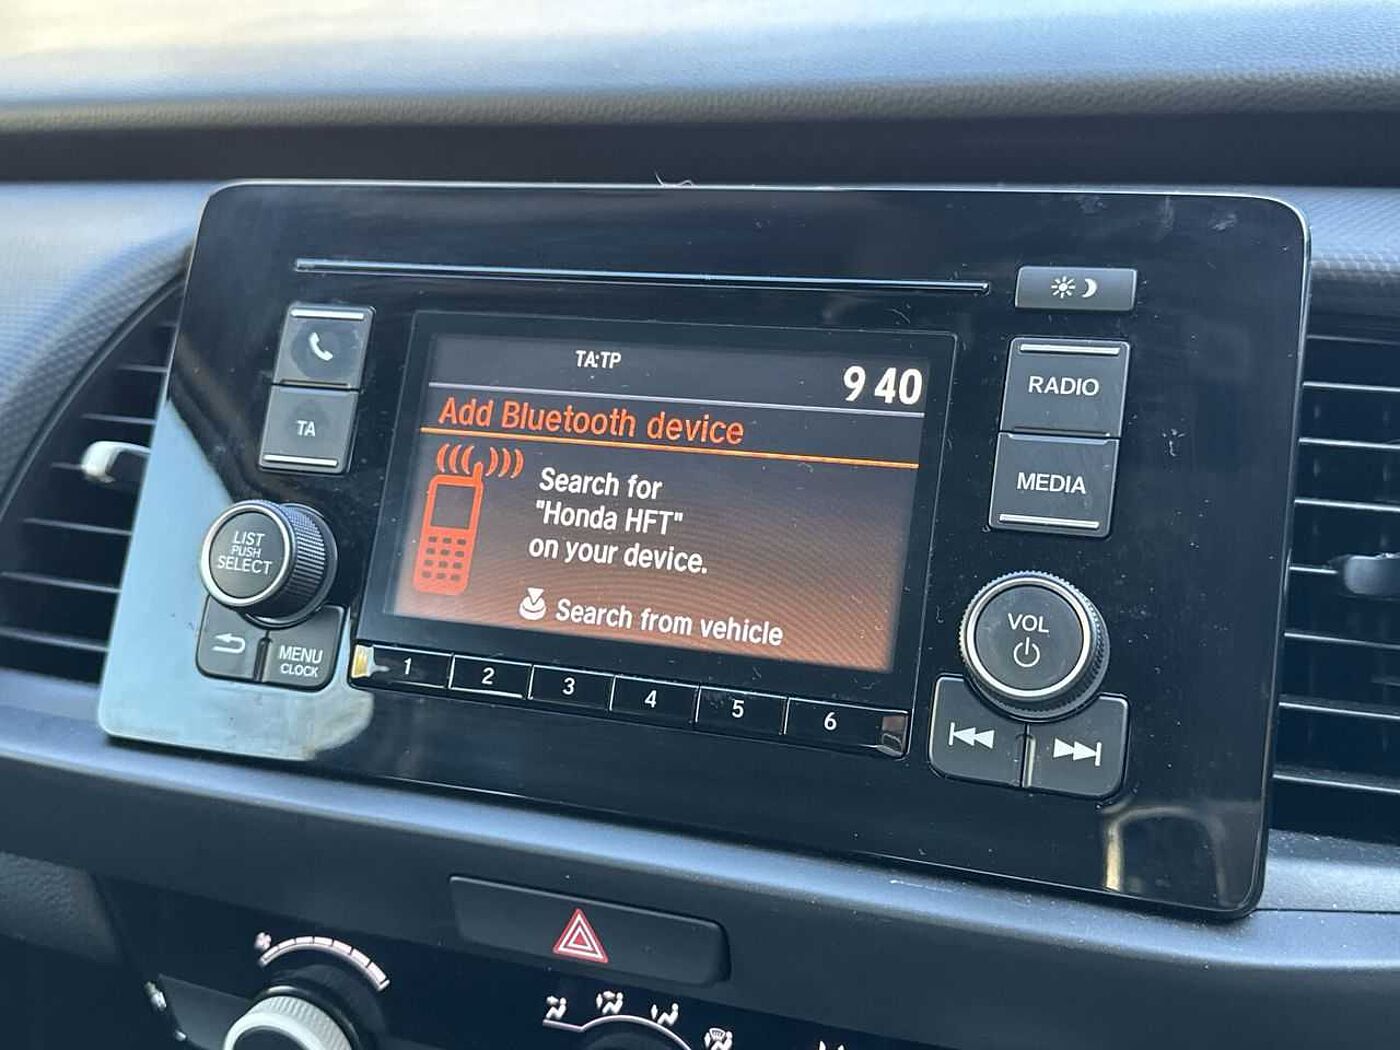 TA:TP
9 40
Add Bluetooth device
Search for
"Honda HFT"
on your device.
Search from vehicle
TA
LIST
PUSH
SELECT
MENU
CLOCK
1 2 3 4 5 6
RADIO
MEDIA
VOL